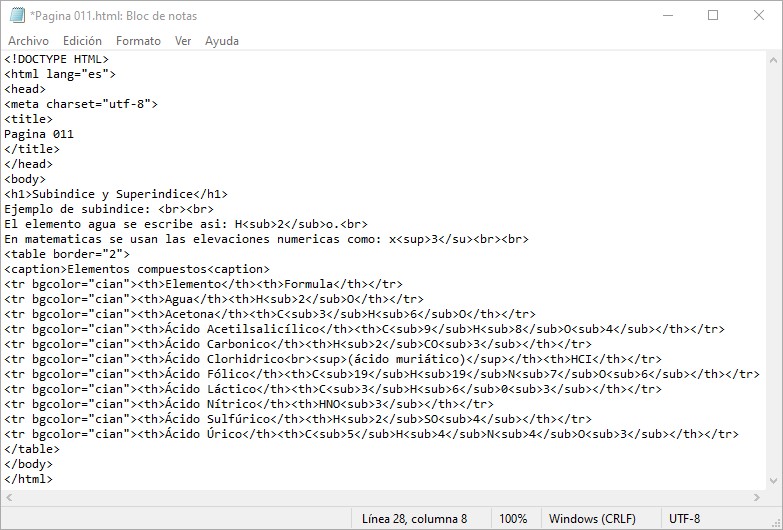 *Pagina 011.html: Bloc de notas
Archivo Edición Formato Ver Ayuda
<!DOCTYPE HTML>
<html lang="es">
<head>
<meta charset="utf-8">
<title>
Pagina 011
</title>
</head>
<body>
<h1>Subindice y Superindice</h1>
Ejemplo de subindice: <br><br>
El elemento agua se escribe asi: H<sub>2</sub>o.<br>
En matematicas se usan las elevaciones numericas como: x<sup>3</su><br><br>
<table border="2">
<caption>Elementos compuestos<caption>
<tr bgcolor="cian"><th>Elemento</th><th>Formula</th></tr>
<tr bgcolor="cian"><th>Agua</th><th>H<sub>2</sub>O</th></tr>
<tr bgcolor="cian"><th>Acetona</th><th>C<sub>3</sub>H<sub>6</sub>O</th></tr>
<tr bgcolor="cian"><th>Ácido Acetilsalicílico</th><th>C<sub>9</sub>H<sub>8</sub>O<sub>4</sub></th></tr>
<tr bgcolor="cian"><th>Ácido Carbonico</th><th>H<sub>2</sub>CO<sub>3</sub></th></tr>
<tr bgcolor="cian"><th>Ácido Clorhidrico<br><sup>(ácido muriático)</sup></th><th>HCI</th></tr>
<tr bgcolor="cian"><th>Ácido Fólico</th><th>C<sub>19</sub>H<sub>19</sub>N<sub>7</sub>O<sub>6</sub></th></tr>
<tr bgcolor="cian"><th>Ácido Láctico</th><th>C<sub>3</sub>H<sub>6</sub>0<sub>3</sub></th></tr>
<tr bgcolor="cian"><th>Ácido Nítrico</th><th>HNO<sub>3</sub></th></tr>
<tr bgcolor="cian"><th>Ácido Sulfúrico</th><th>H<sub>2</sub>SO<sub>4</sub></th></tr>
<tr bgcolor="cian"><th>Ácido Úrico</th><th>C<sub>5</sub>H<sub>4</sub>N<sub>4</sub>O<sub>3</sub></th></tr>
</table>
</body>
</html>
Línea 28, columna 8 100% Windows (CRLF) UTF-8